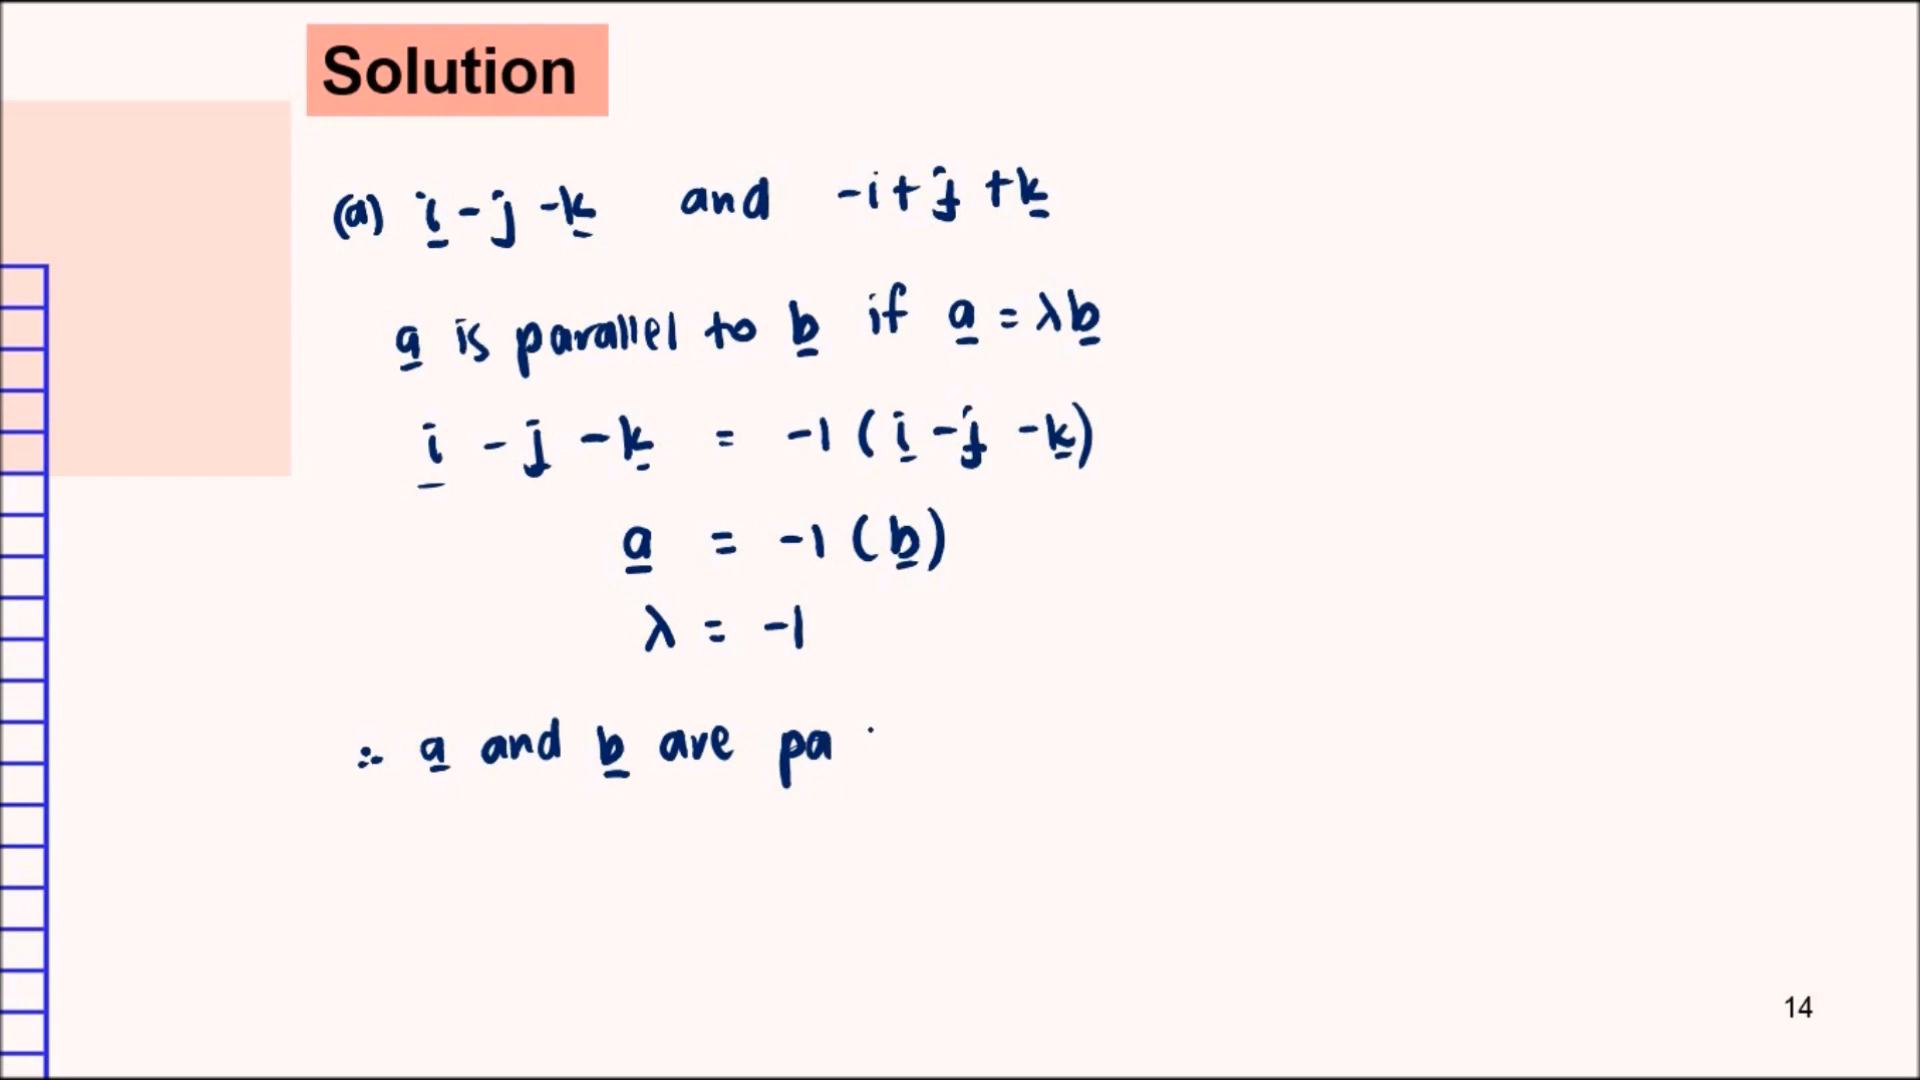 Solution
(a) i - j - k and -i + j + k
a is parallel to b if a = λb
i - j - k = -1 (i - j - k)
a = -1 (b)
λ = -1
∴ a and b are pa
14